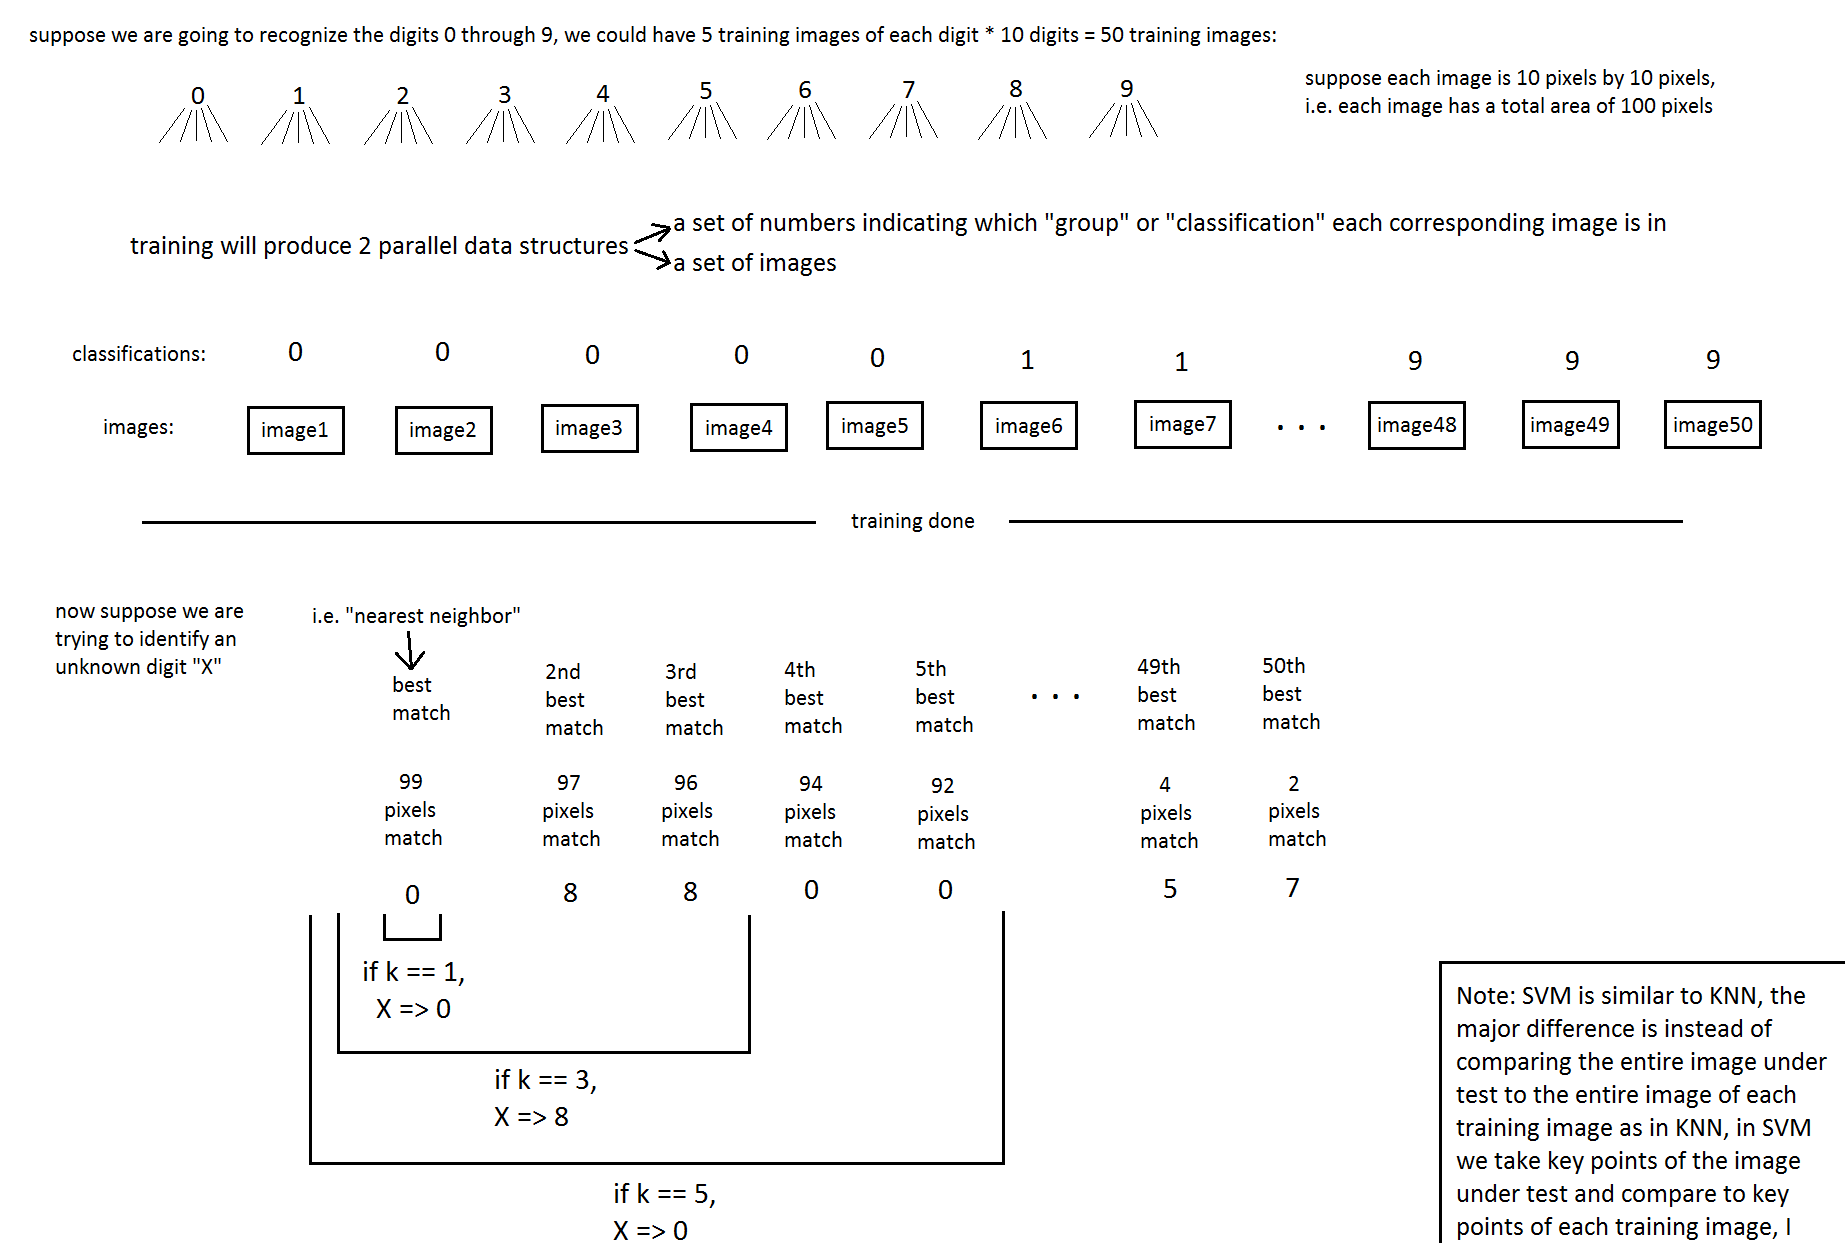 suppose we are going to recognize the digits 0 through 9, we could have 5 training images of each digit * 10 digits = 50 training images:
suppose each image is 10 pixels by 10 pixels,
i.e. each image has a total area of 100 pixels
0 1 2 3 4 5 6 7 8 9
training will produce 2 parallel data structures
a set of numbers indicating which "group" or "classification" each corresponding image is in
a set of images
classifications: 0 0 0 0 0 1 1 9 9 9
images: image1 image2 image3 image4 image5 image6 image7 . . . image48 image49 image50
training done
now suppose we are
trying to identify an
unknown digit "X"
i.e. "nearest neighbor"
best
match
2nd
best
match
3rd
best
match
4th
best
match
5th
best
match
. . .
49th
best
match
50th
best
match
99
pixels
match
97
pixels
match
96
pixels
match
94
pixels
match
92
pixels
match
4
pixels
match
2
pixels
match
0 8 8 0 0 5 7
if k == 1,
X => 0
if k == 3,
X => 8
if k == 5,
X => 0
Note: SVM is similar to KNN, the
major difference is instead of
comparing the entire image under
test to the entire image of each
training image as in KNN, in SVM
we take key points of the image
under test and compare to key
points of each training image, I